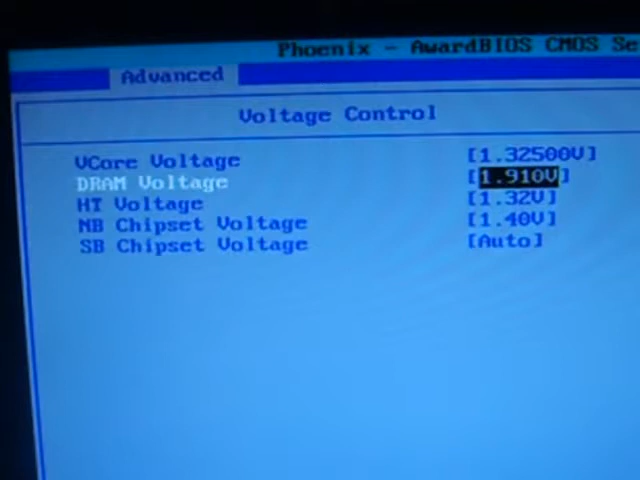 Phoenix - AwardBIOS CMOS Se
Advanced
Voltage Control
VCore Voltage [1.32500V]
DRAM Voltage [1.910V]
HT Voltage [1.32V]
NB Chipset Voltage [1.40V]
SB Chipset Voltage [Auto]